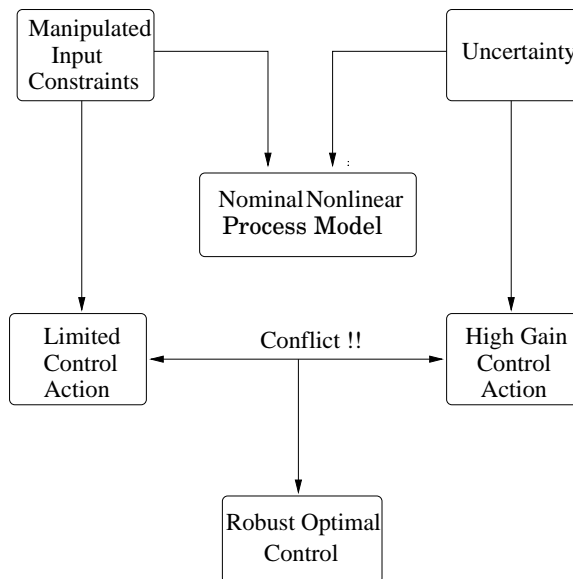 Manipulated
Input
Constraints
Uncertainty
Nominal Nonlinear
Process Model
Limited
Control
Action
Conflict !!
High Gain
Control
Action
Robust Optimal
Control